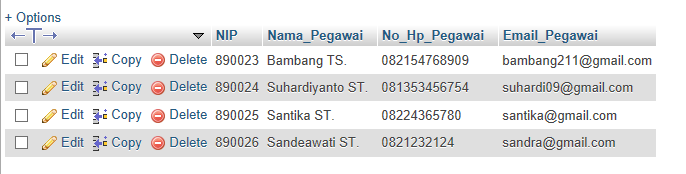 + Options
NIP Nama_Pegawai No_Hp_Pegawai Email_Pegawai
Edit Copy Delete 890023 Bambang TS. 082154768909 bambang211@gmail.com
Edit Copy Delete 890024 Suhardiyanto ST. 081353456754 suhardi09@gmail.com
Edit Copy Delete 890025 Santika ST. 08224365780 santika@gmail.com
Edit Copy Delete 890026 Sandeawati ST. 0821232124 sandra@gmail.com